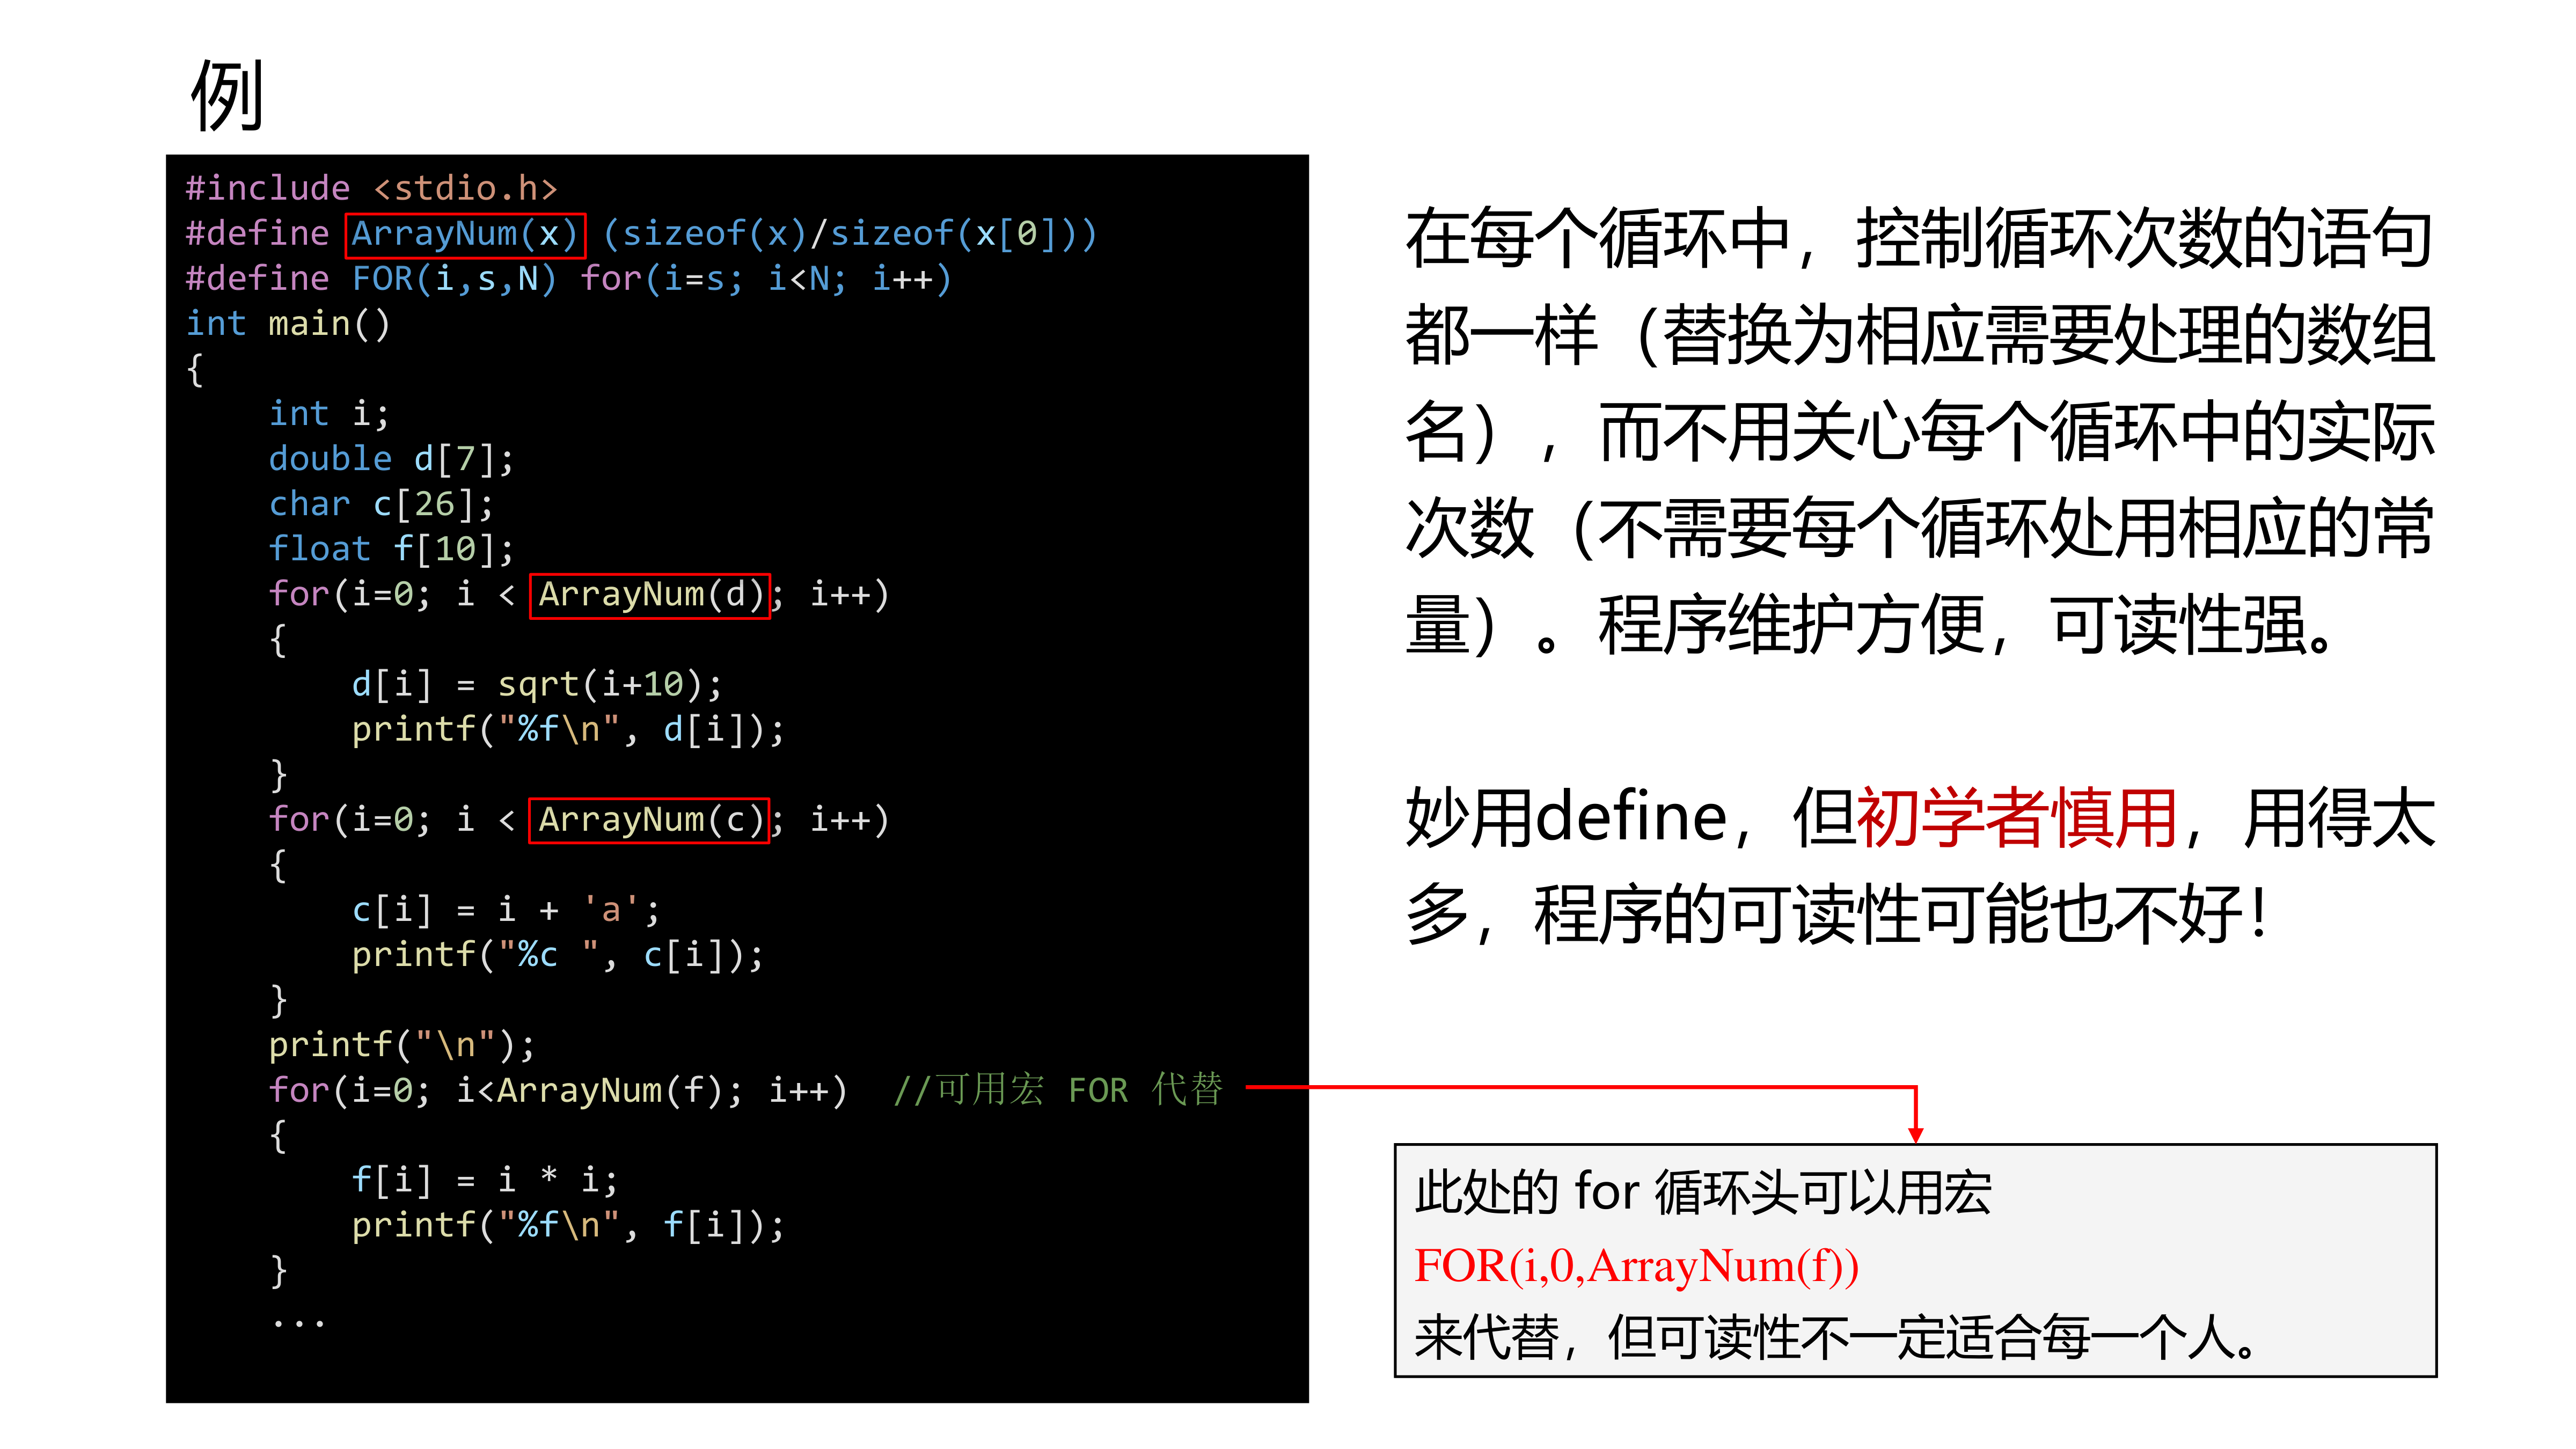 例
#include <stdio.h>
#define ArrayNum(x) (sizeof(x)/sizeof(x[0]))
#define FOR(i,s,N) for(i=s; i<N; i++)
int main()
{
    int i;
    double d[7];
    char c[26];
    float f[10];
    for(i=0; i < ArrayNum(d); i++)
    {
        d[i] = sqrt(i+10);
        printf("%f\n", d[i]);
    }
    for(i=0; i < ArrayNum(c); i++)
    {
        c[i] = i + 'a';
        printf("%c ", c[i]);
    }
    printf("\n");
    for(i=0; i<ArrayNum(f); i++)  //可用宏 FOR 代替
    {
        f[i] = i * i;
        printf("%f\n", f[i]);
    }
    ...
在每个循环中，控制循环次数的语句
都一样（替换为相应需要处理的数组
名），而不用关心每个循环中的实际
次数（不需要每个循环处用相应的常
量）。程序维护方便，可读性强。
妙用define，但初学者慎用，用得太
多，程序的可读性可能也不好！
此处的 for 循环头可以用宏
FOR(i,0,ArrayNum(f))
来代替，但可读性不一定适合每一个人。